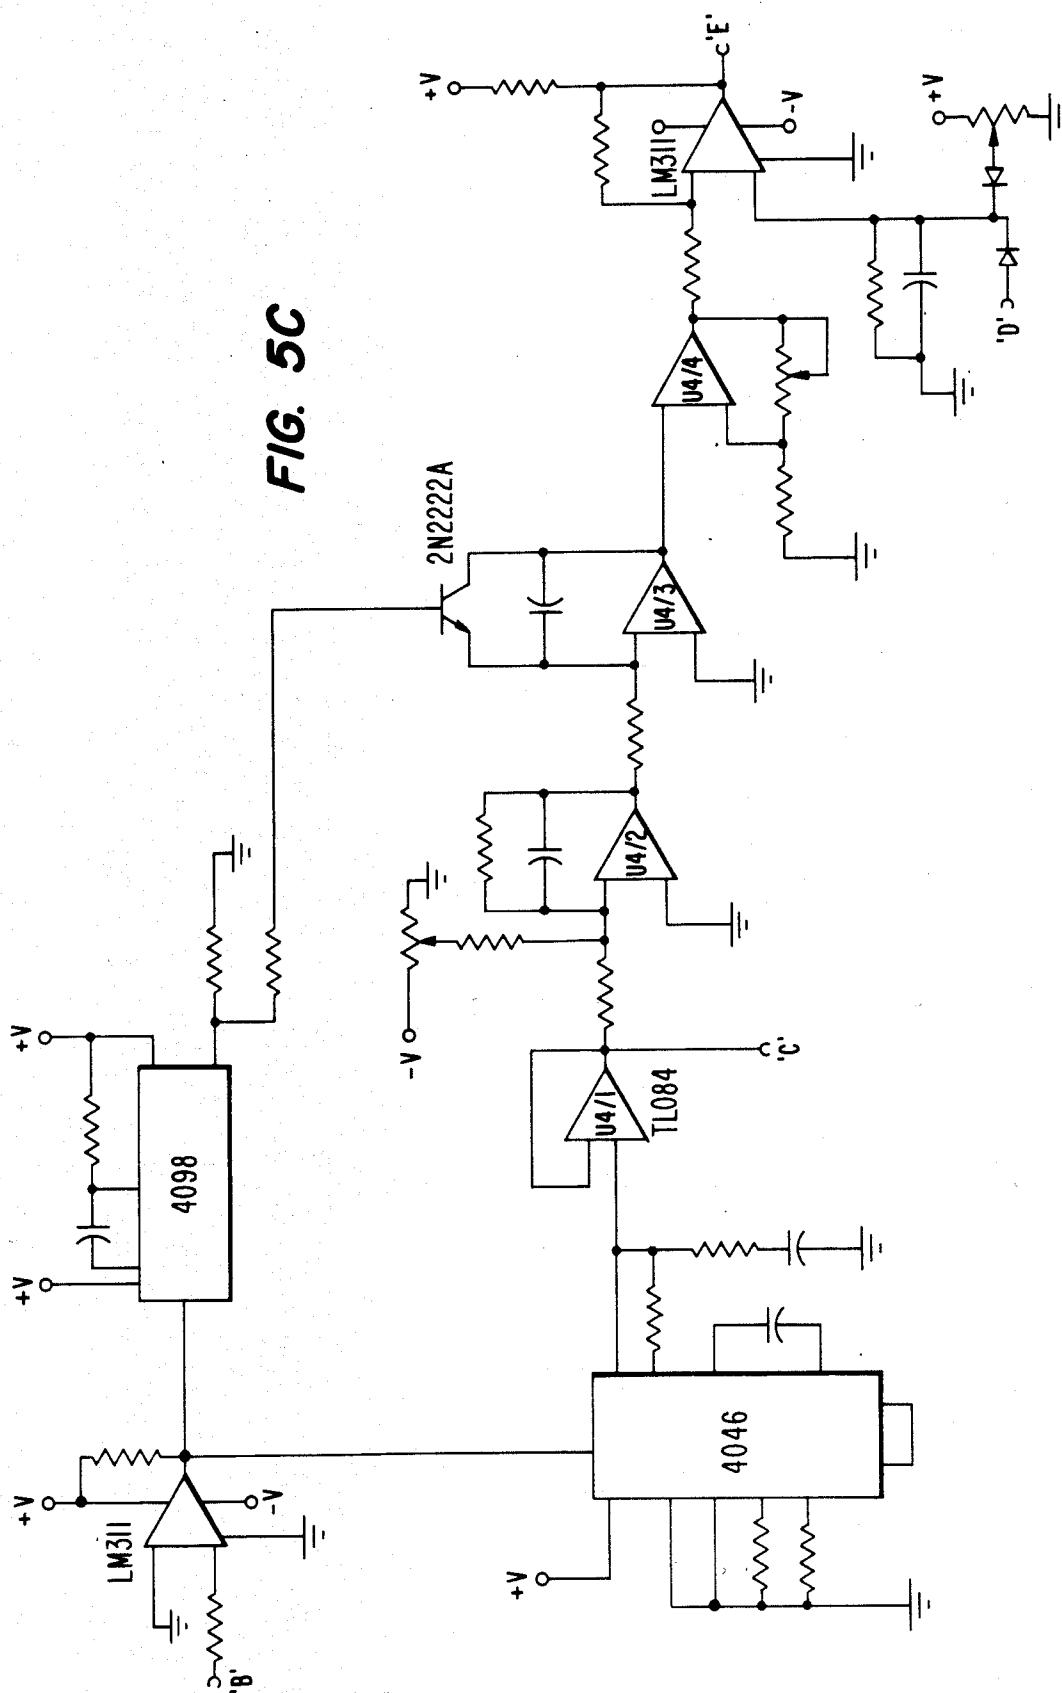 FIG. 5C
'B'
LM311
+V
-V
+V
4098
+V
+V
4046
U4/1
TL084
'C'
-V
U4/2
U4/3
2N2222A
U4/4
LM311
+V
-V
'E'
+V
'D'